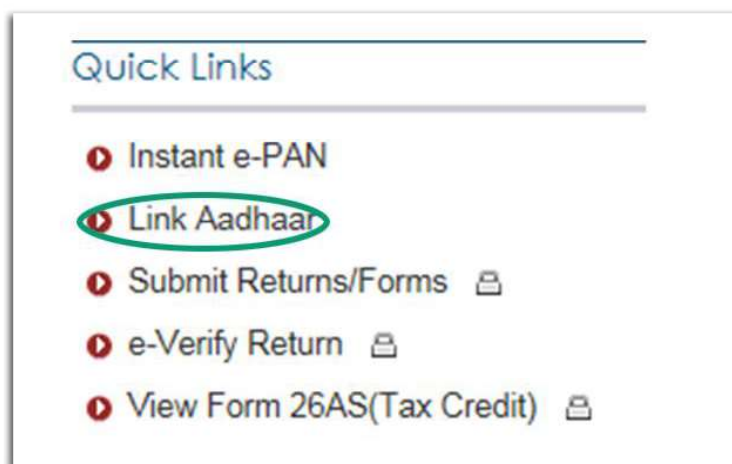 Quick Links
Instant e-PAN
Link Aadhaar
Submit Returns/Forms
e-Verify Return
View Form 26AS(Tax Credit)